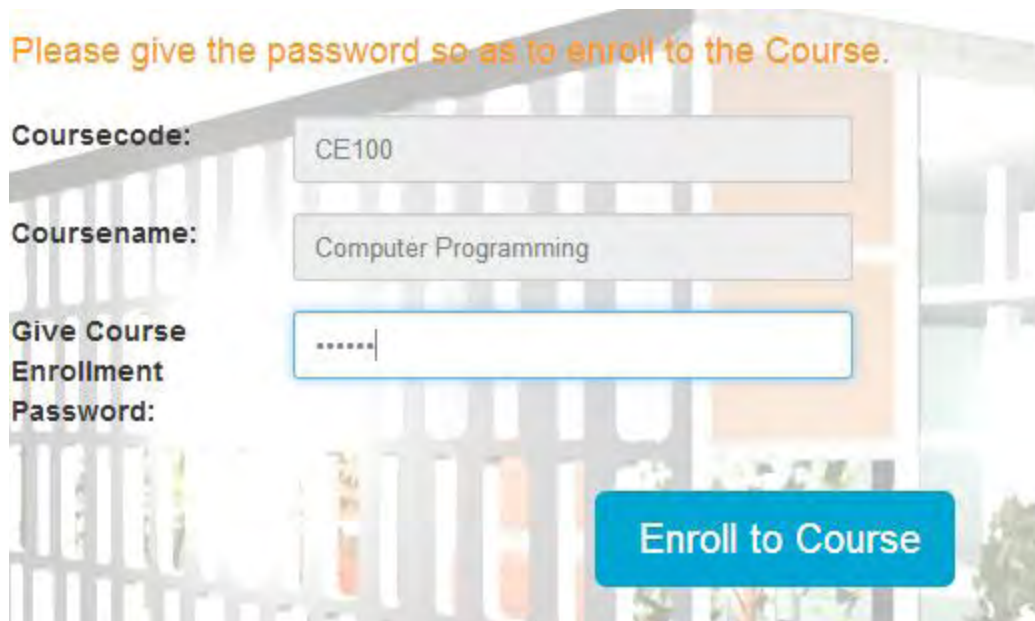 Please give the password so as to enroll to the Course.
Coursecode:
CE100
Coursename:
Computer Programming
Give Course
Enrollment
Password:
••••••
Enroll to Course